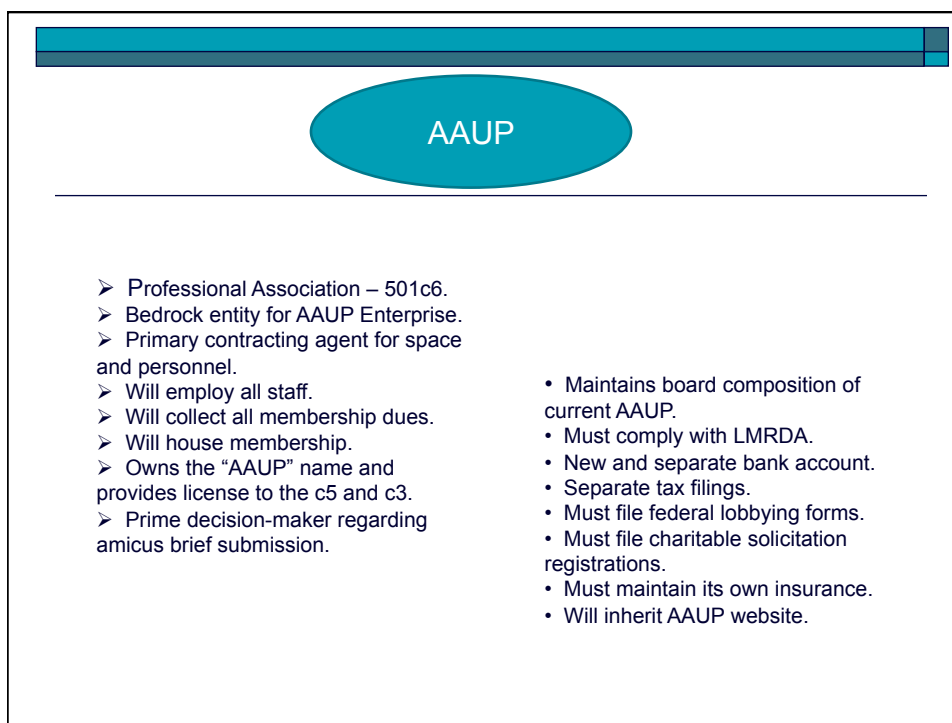 AAUP
➢ Professional Association – 501c6.
➢ Bedrock entity for AAUP Enterprise.
➢ Primary contracting agent for space
and personnel.
➢ Will employ all staff.
➢ Will collect all membership dues.
➢ Will house membership.
➢ Owns the “AAUP” name and
provides license to the c5 and c3.
➢ Prime decision-maker regarding
amicus brief submission.
• Maintains board composition of
current AAUP.
• Must comply with LMRDA.
• New and separate bank account.
• Separate tax filings.
• Must file federal lobbying forms.
• Must file charitable solicitation
registrations.
• Must maintain its own insurance.
• Will inherit AAUP website.